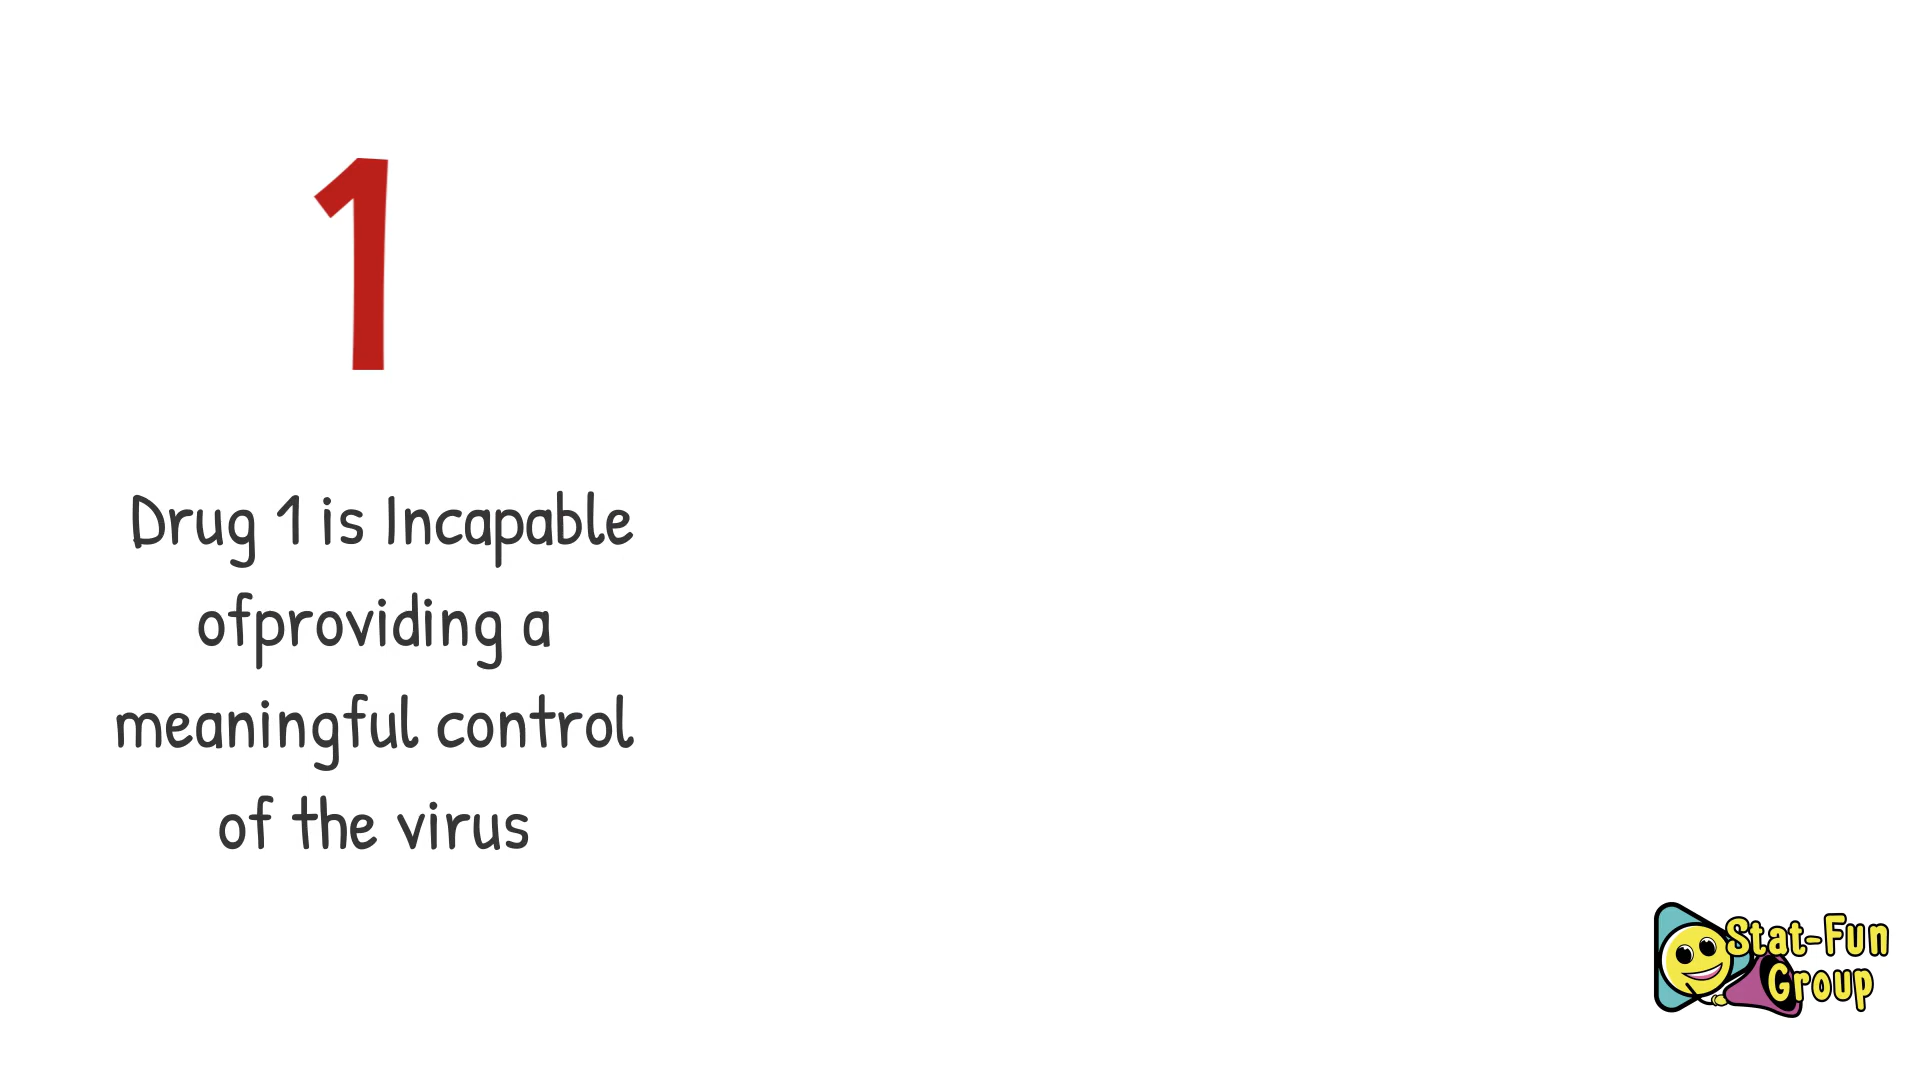 1
Drug 1 is Incapable
ofproviding a
meaningful control
of the virus
Stat-Fun
Group